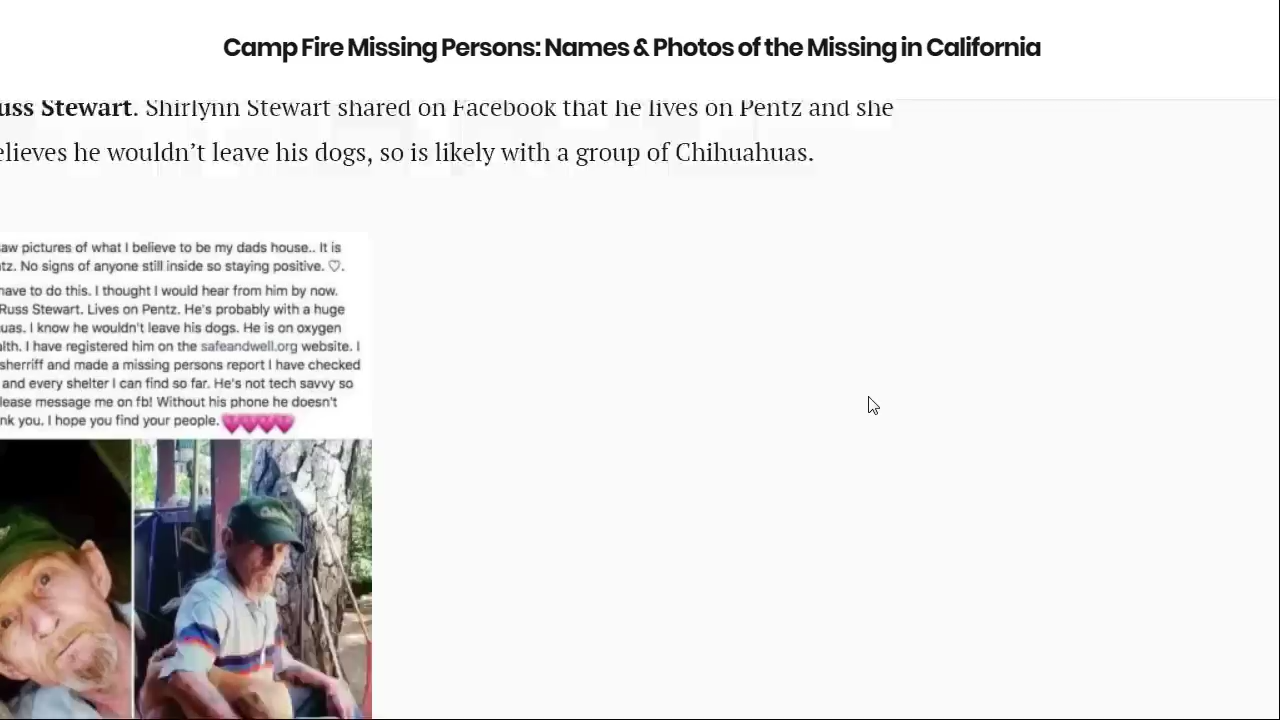 Camp Fire Missing Persons: Names & Photos of the Missing in California
uss Stewart. Shirlynn Stewart shared on Facebook that he lives on Pentz and she
elieves he wouldn’t leave his dogs, so is likely with a group of Chihuahuas.
aw pictures of what I believe to be my dads house.. It is
tz. No signs of anyone still inside so staying positive. ♡.
have to do this. I thought I would hear from him by now.
Russ Stewart. Lives on Pentz. He's probably with a huge
uas. I know he wouldn't leave his dogs. He is on oxygen
lth. I have registered him on the safeandwell.org website. I
sherriff and made a missing persons report I have checked
and every shelter I can find so far. He's not tech savvy so
lease message me on fb! Without his phone he doesn't
nk you. I hope you find your people. 💗💗💗💗